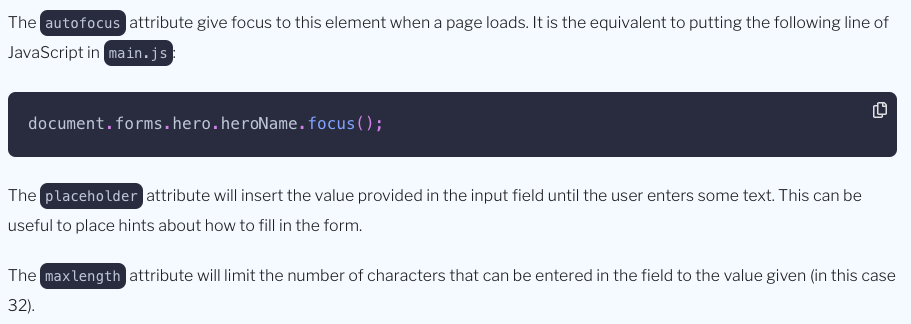 The autofocus attribute give focus to this element when a page loads. It is the equivalent to putting the following line of
JavaScript in main.js:
document.forms.hero.heroName.focus();
The placeholder attribute will insert the value provided in the input field until the user enters some text. This can be
useful to place hints about how to fill in the form.
The maxlength attribute will limit the number of characters that can be entered in the field to the value given (in this case
32).